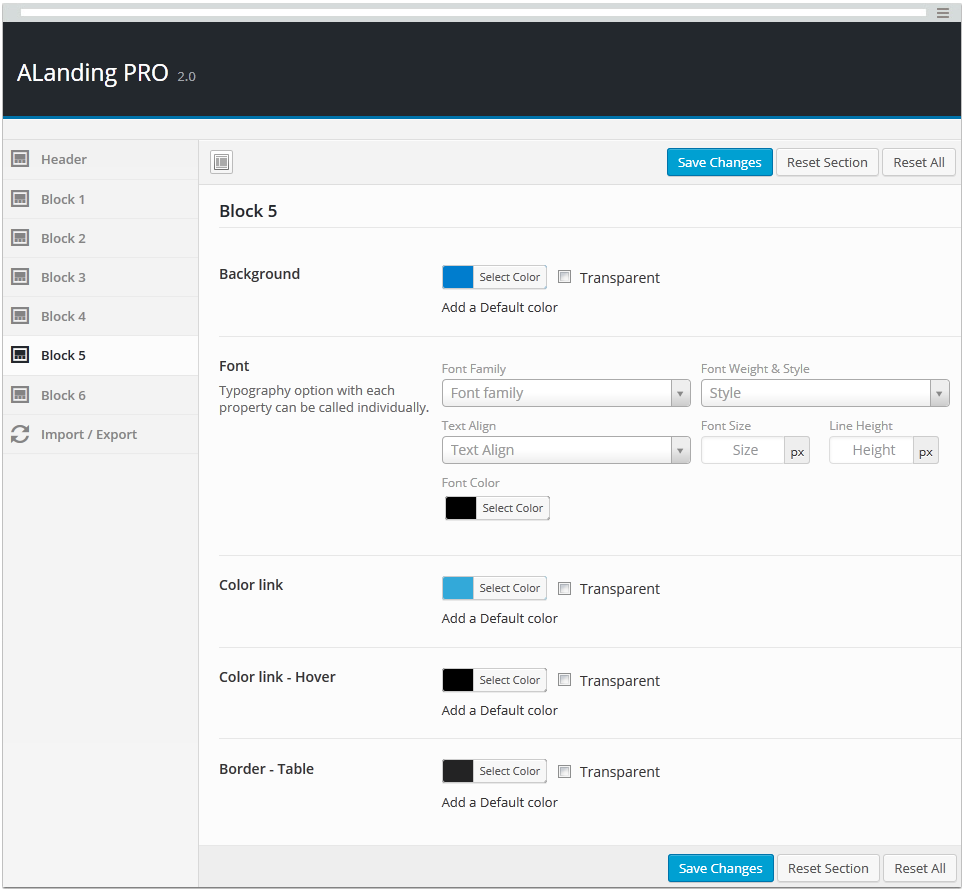 ALanding PRO 2.0
Header
Block 1
Block 2
Block 3
Block 4
Block 5
Block 6
Import / Export
Save Changes Reset Section Reset All
Block 5
Background
Select Color Transparent
Add a Default color
Font
Typography option with each
property can be called individually.
Font Family Font Weight & Style
Font family Style
Text Align Font Size Line Height
Text Align Size px Height px
Font Color
Select Color
Color link
Select Color Transparent
Add a Default color
Color link - Hover
Select Color Transparent
Add a Default color
Border - Table
Select Color Transparent
Add a Default color
Save Changes Reset Section Reset All